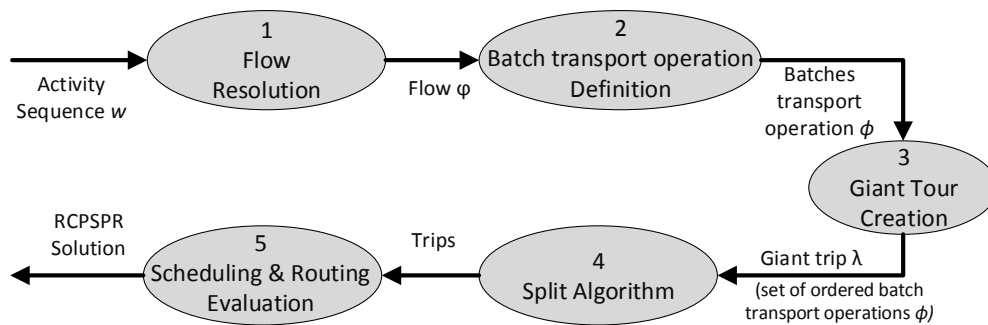 1
Flow
Resolution
Activity
Sequence w
Flow φ
2
Batch transport operation
Definition
Batches
transport
operation ϕ
3
Giant Tour
Creation
Giant trip λ
(set of ordered batch
transport operations ϕ)
4
Split Algorithm
Trips
5
Scheduling & Routing
Evaluation
RCPSPR
Solution